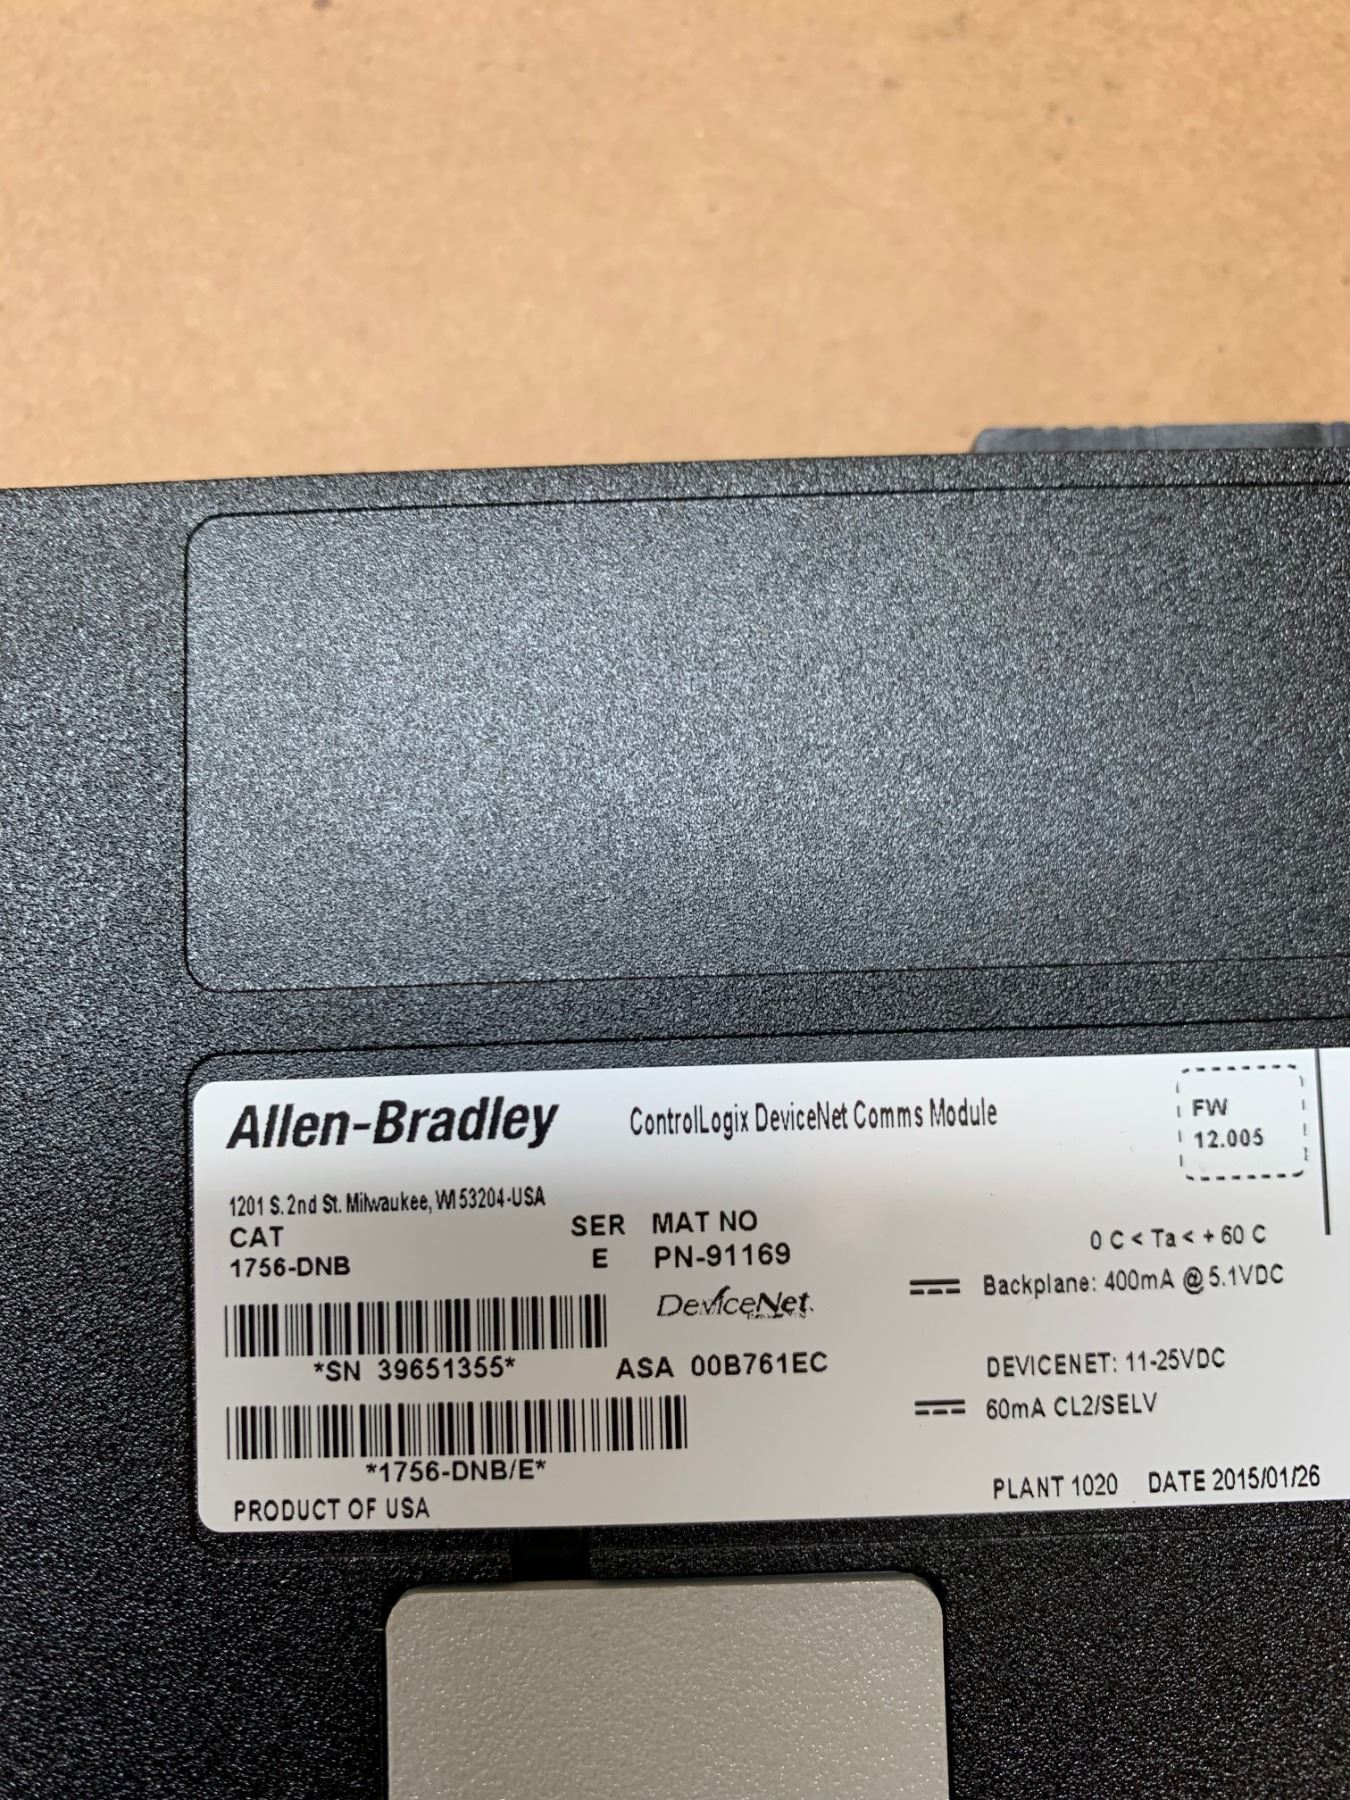 Allen-Bradley
ControlLogix DeviceNet Comms Module
FW
12.005
1201 S. 2nd St. Milwaukee, WI 53204-USA
CAT
SER
MAT NO
1756-DNB
E
PN-91169
0 C < Ta < + 60 C
Backplane: 400mA @ 5.1VDC
DeviceNet
*SN 39651355*
ASA 00B761EC
DEVICENET: 11-25VDC
60mA CL2/SELV
*1756-DNB/E*
PRODUCT OF USA
PLANT 1020 DATE 2015/01/26